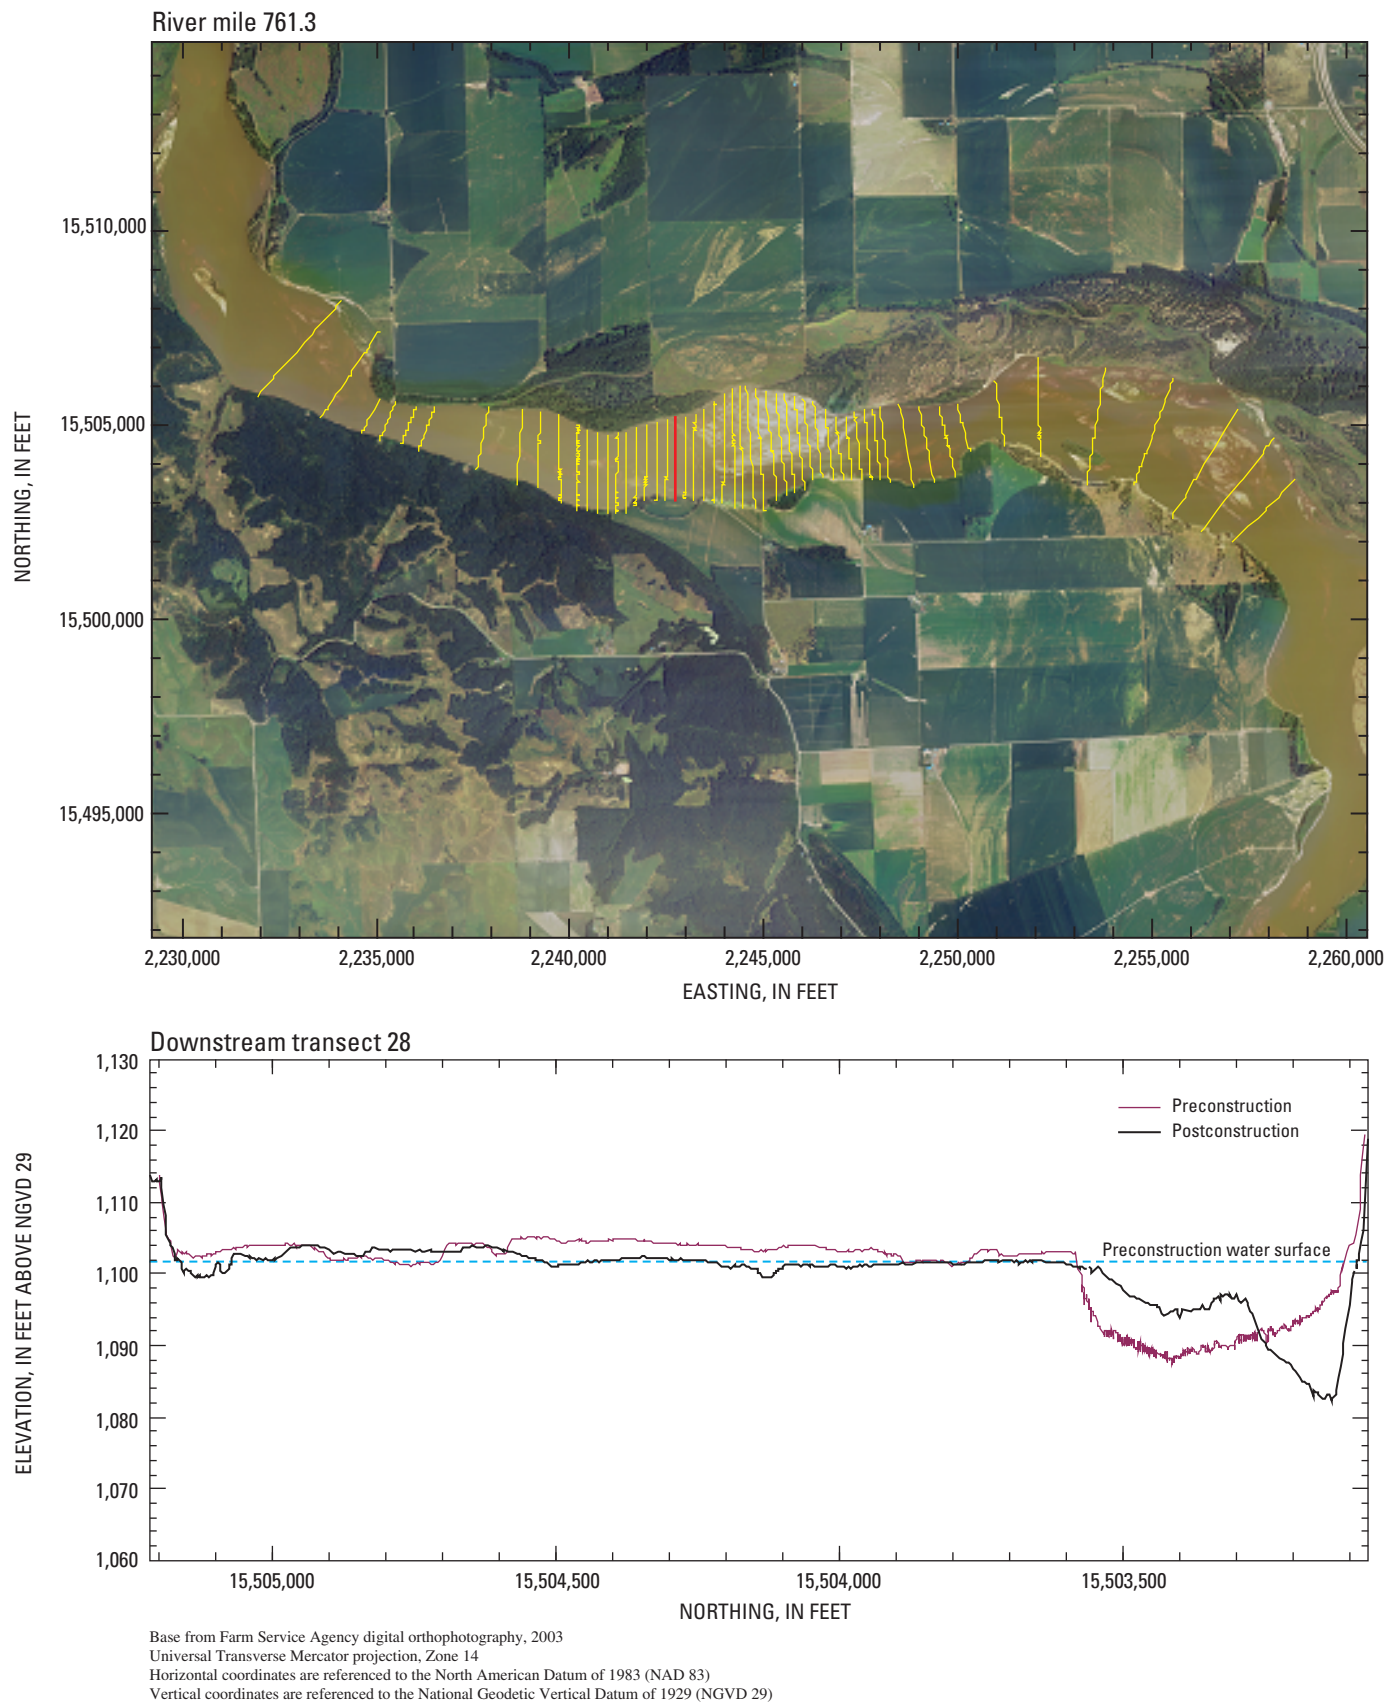 River mile 761.3
15,510,000
15,505,000
15,500,000
15,495,000
NORTHING, IN FEET
2,230,000 2,235,000 2,240,000 2,245,000 2,250,000 2,255,000 2,260,000
EASTING, IN FEET
Downstream transect 28
1,130
1,120
1,110
1,100
1,090
1,080
1,070
1,060
ELEVATION, IN FEET ABOVE NGVD 29
Preconstruction
Postconstruction
Preconstruction water surface
15,505,000 15,504,500 15,504,000 15,503,500
NORTHING, IN FEET
Base from Farm Service Agency digital orthophotography, 2003
Universal Transverse Mercator projection, Zone 14
Horizontal coordinates are referenced to the North American Datum of 1983 (NAD 83)
Vertical coordinates are referenced to the National Geodetic Vertical Datum of 1929 (NGVD 29)